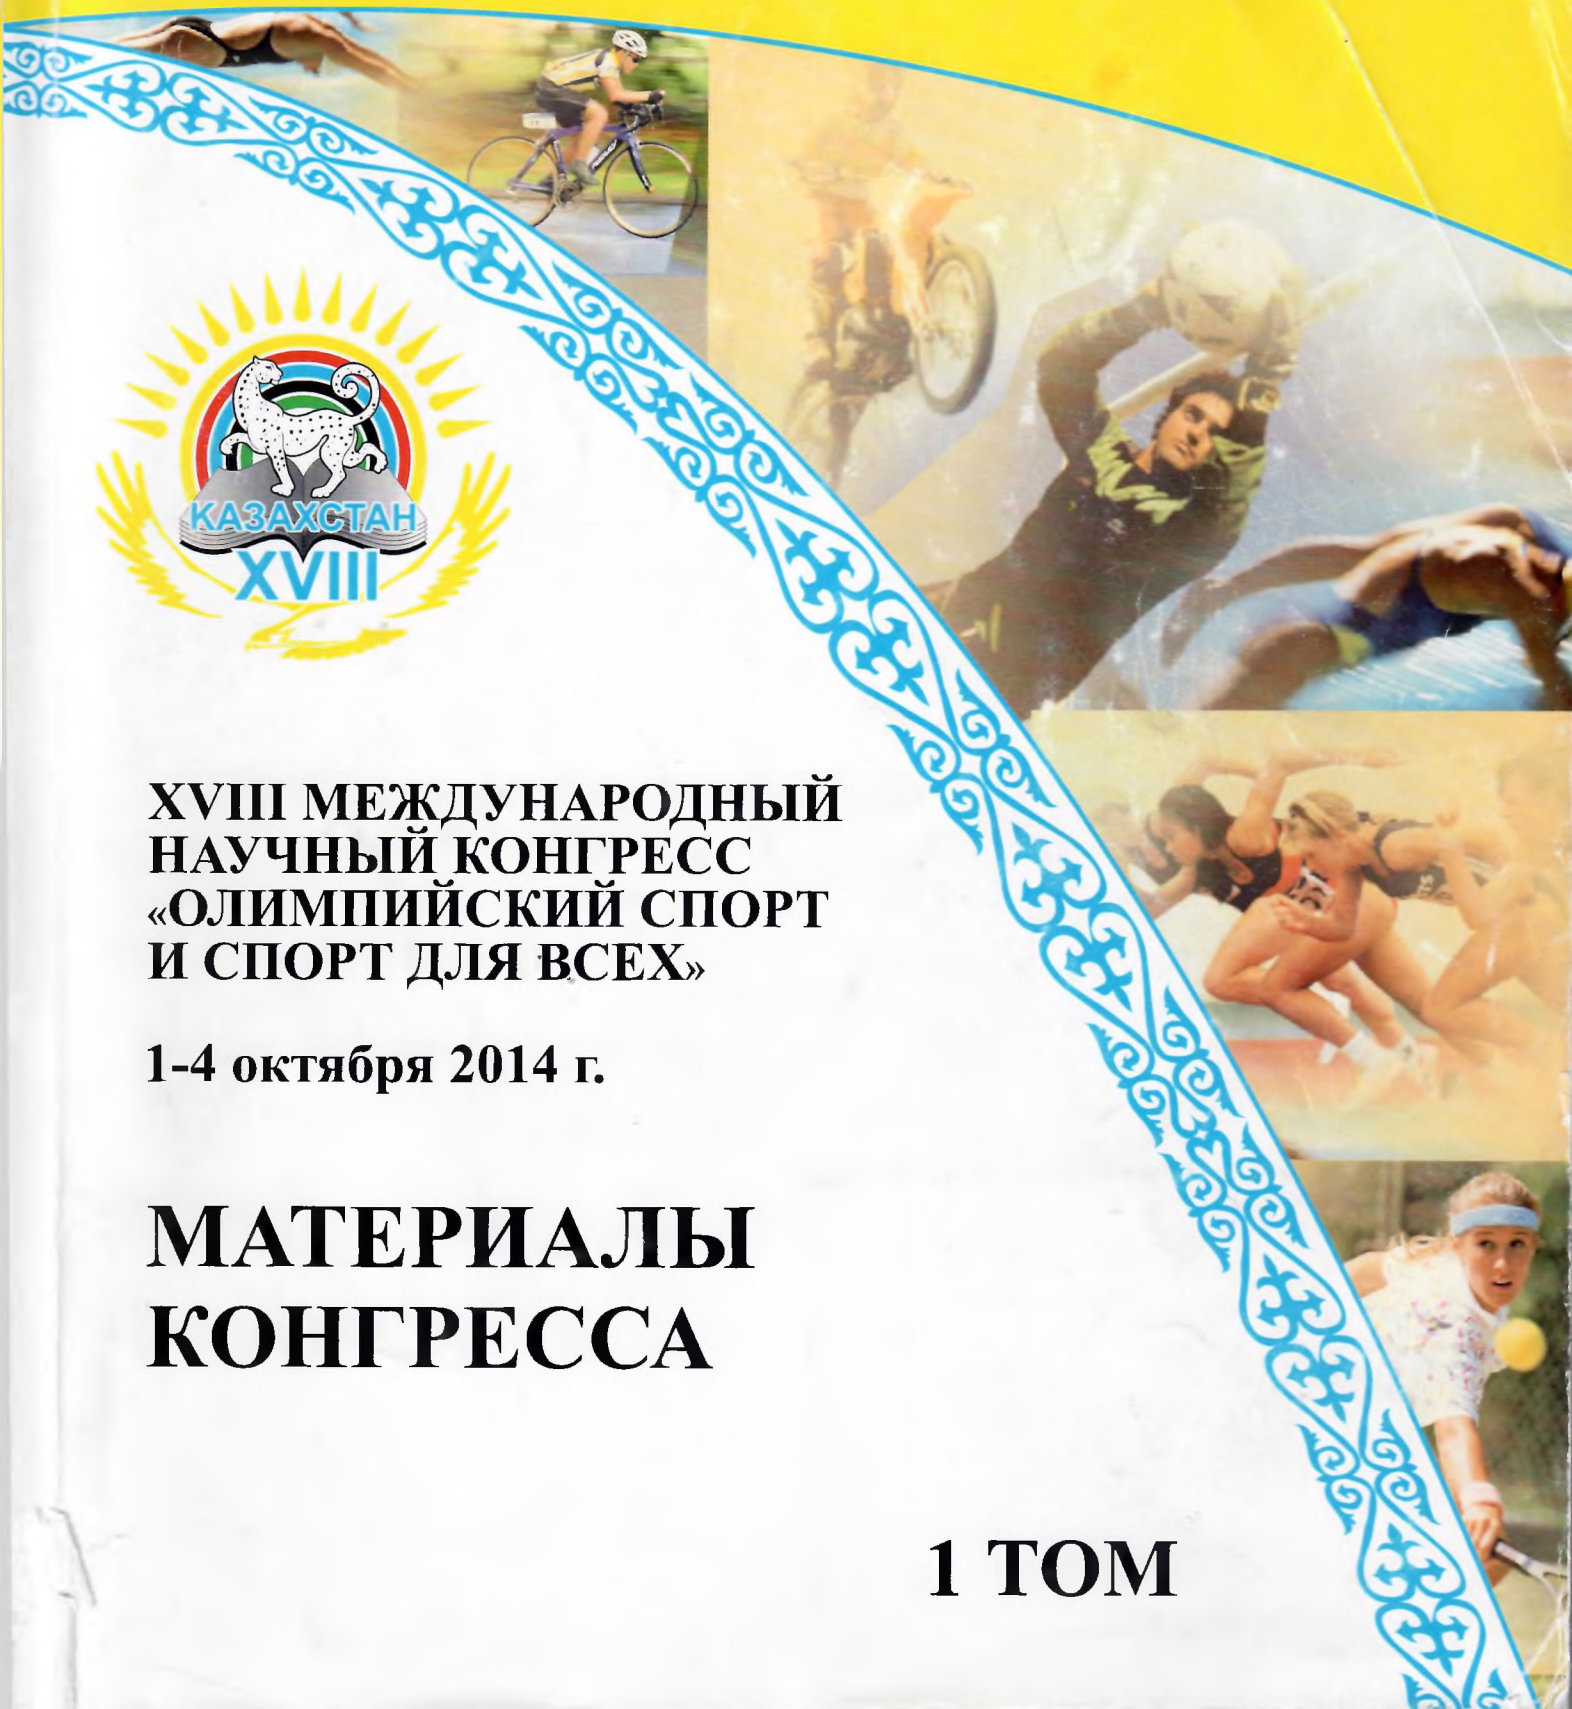 КАЗАХСТАН
XVIII
XVIII МЕЖДУНАРОДНЫЙ
НАУЧНЫЙ КОНГРЕСС
«ОЛИМПИЙСКИЙ СПОРТ
И СПОРТ ДЛЯ ВСЕХ»
1-4 октября 2014 г.
МАТЕРИАЛЫ
КОНГРЕССА
1 ТОМ